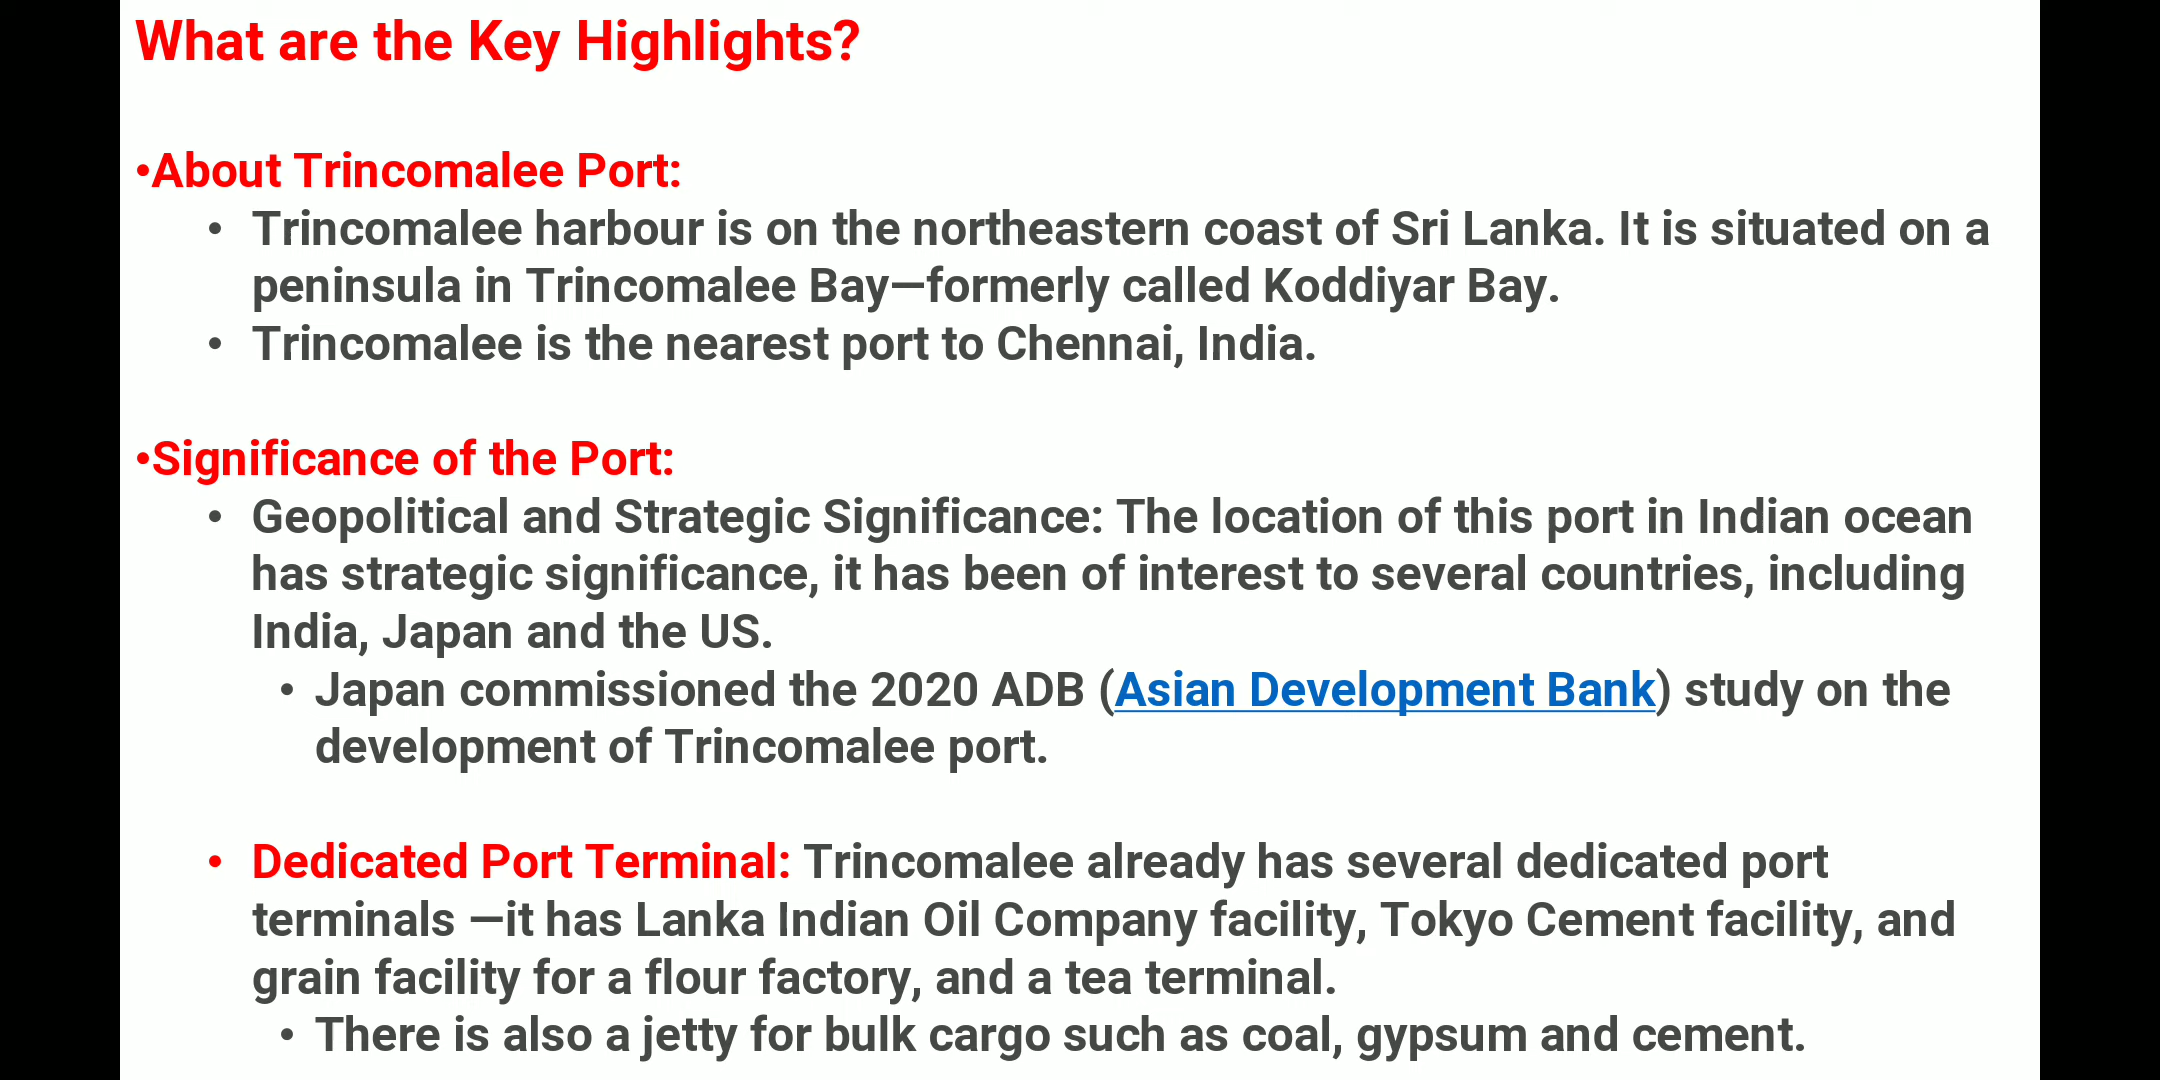 What are the Key Highlights?
•About Trincomalee Port:
• Trincomalee harbour is on the northeastern coast of Sri Lanka. It is situated on a
peninsula in Trincomalee Bay—formerly called Koddiyar Bay.
• Trincomalee is the nearest port to Chennai, India.
•Significance of the Port:
• Geopolitical and Strategic Significance: The location of this port in Indian ocean
has strategic significance, it has been of interest to several countries, including
India, Japan and the US.
• Japan commissioned the 2020 ADB (Asian Development Bank) study on the
development of Trincomalee port.
• Dedicated Port Terminal: Trincomalee already has several dedicated port
terminals —it has Lanka Indian Oil Company facility, Tokyo Cement facility, and
grain facility for a flour factory, and a tea terminal.
• There is also a jetty for bulk cargo such as coal, gypsum and cement.